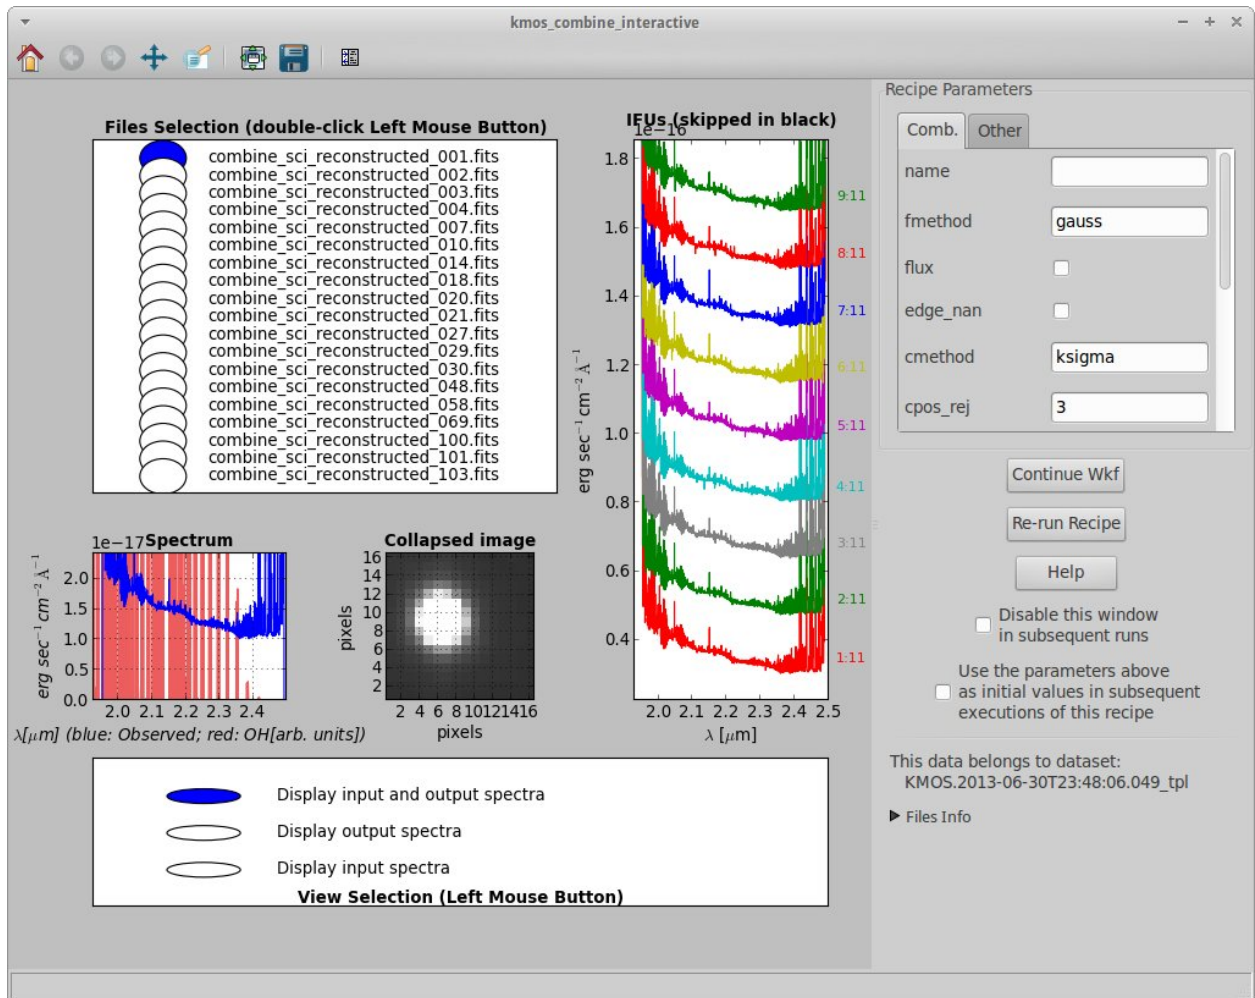 kmos_combine_interactive
Files Selection (double-click Left Mouse Button)
combine_sci_reconstructed_001.fits
combine_sci_reconstructed_002.fits
combine_sci_reconstructed_003.fits
combine_sci_reconstructed_004.fits
combine_sci_reconstructed_007.fits
combine_sci_reconstructed_010.fits
combine_sci_reconstructed_014.fits
combine_sci_reconstructed_018.fits
combine_sci_reconstructed_020.fits
combine_sci_reconstructed_021.fits
combine_sci_reconstructed_027.fits
combine_sci_reconstructed_029.fits
combine_sci_reconstructed_030.fits
combine_sci_reconstructed_048.fits
combine_sci_reconstructed_058.fits
combine_sci_reconstructed_069.fits
combine_sci_reconstructed_100.fits
combine_sci_reconstructed_101.fits
combine_sci_reconstructed_103.fits
IFUs (skipped in black)
1e−16
1.8
1.6
1.4
1.2
1.0
0.8
0.6
0.4
erg sec⁻¹ cm⁻² Å⁻¹
9:11
8:11
7:11
6:11
5:11
4:11
3:11
2:11
1:11
2.0 2.1 2.2 2.3 2.4 2.5
λ [μm]
1e−17 Spectrum
2.0
1.5
1.0
0.5
0.0
erg sec⁻¹ cm⁻² Å⁻¹
2.0 2.1 2.2 2.3 2.4
λ[μm] (blue: Observed; red: OH[arb. units])
Collapsed image
16
14
12
10
8
6
4
2
pixels
2 4 6 8 10 12 14 16
pixels
Display input and output spectra
Display output spectra
Display input spectra
View Selection (Left Mouse Button)
Recipe Parameters
Comb. Other
name
fmethod gauss
flux
edge_nan
cmethod ksigma
cpos_rej 3
Continue Wkf
Re-run Recipe
Help
Disable this window
in subsequent runs
Use the parameters above
as initial values in subsequent
executions of this recipe
This data belongs to dataset:
KMOS.2013-06-30T23:48:06.049_tpl
Files Info